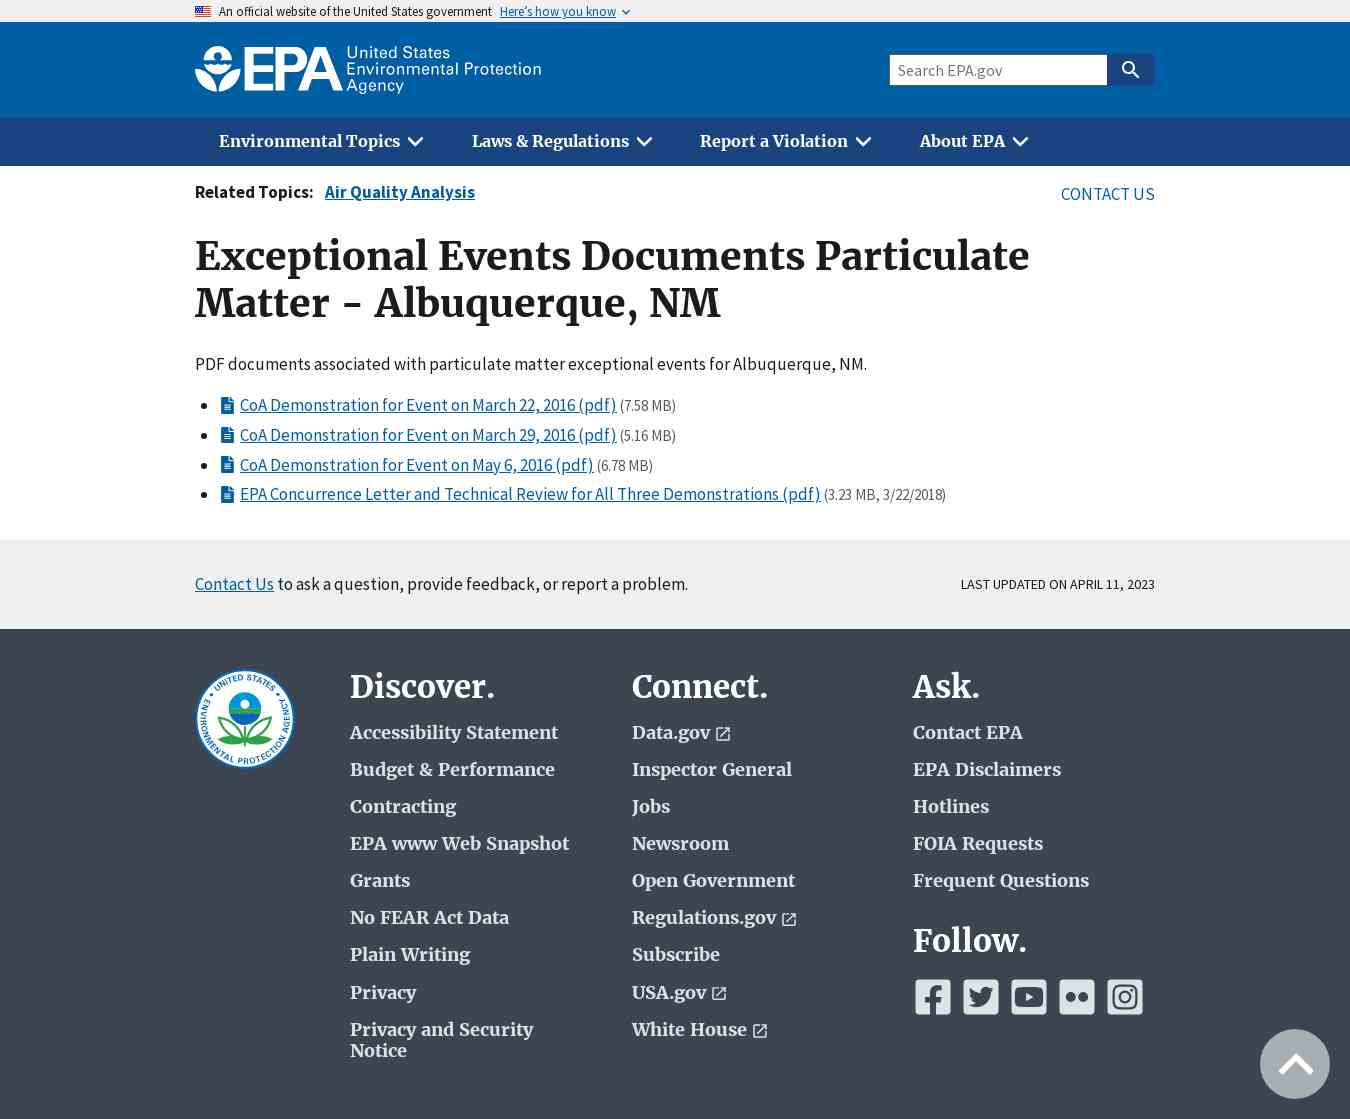 An official website of the United States government Here's how you know
EPA United States
Environmental Protection
Agency
Search EPA.gov
Environmental Topics Laws & Regulations Report a Violation About EPA
Related Topics: Air Quality Analysis
CONTACT US
Exceptional Events Documents Particulate
Matter - Albuquerque, NM
PDF documents associated with particulate matter exceptional events for Albuquerque, NM.
CoA Demonstration for Event on March 22, 2016 (pdf) (7.58 MB)
CoA Demonstration for Event on March 29, 2016 (pdf) (5.16 MB)
CoA Demonstration for Event on May 6, 2016 (pdf) (6.78 MB)
EPA Concurrence Letter and Technical Review for All Three Demonstrations (pdf) (3.23 MB, 3/22/2018)
Contact Us to ask a question, provide feedback, or report a problem.
LAST UPDATED ON APRIL 11, 2023
UNITED STATES
ENVIRONMENTAL PROTECTION AGENCY
Discover.
Accessibility Statement
Budget & Performance
Contracting
EPA www Web Snapshot
Grants
No FEAR Act Data
Plain Writing
Privacy
Privacy and Security
Notice
Connect.
Data.gov
Inspector General
Jobs
Newsroom
Open Government
Regulations.gov
Subscribe
USA.gov
White House
Ask.
Contact EPA
EPA Disclaimers
Hotlines
FOIA Requests
Frequent Questions
Follow.